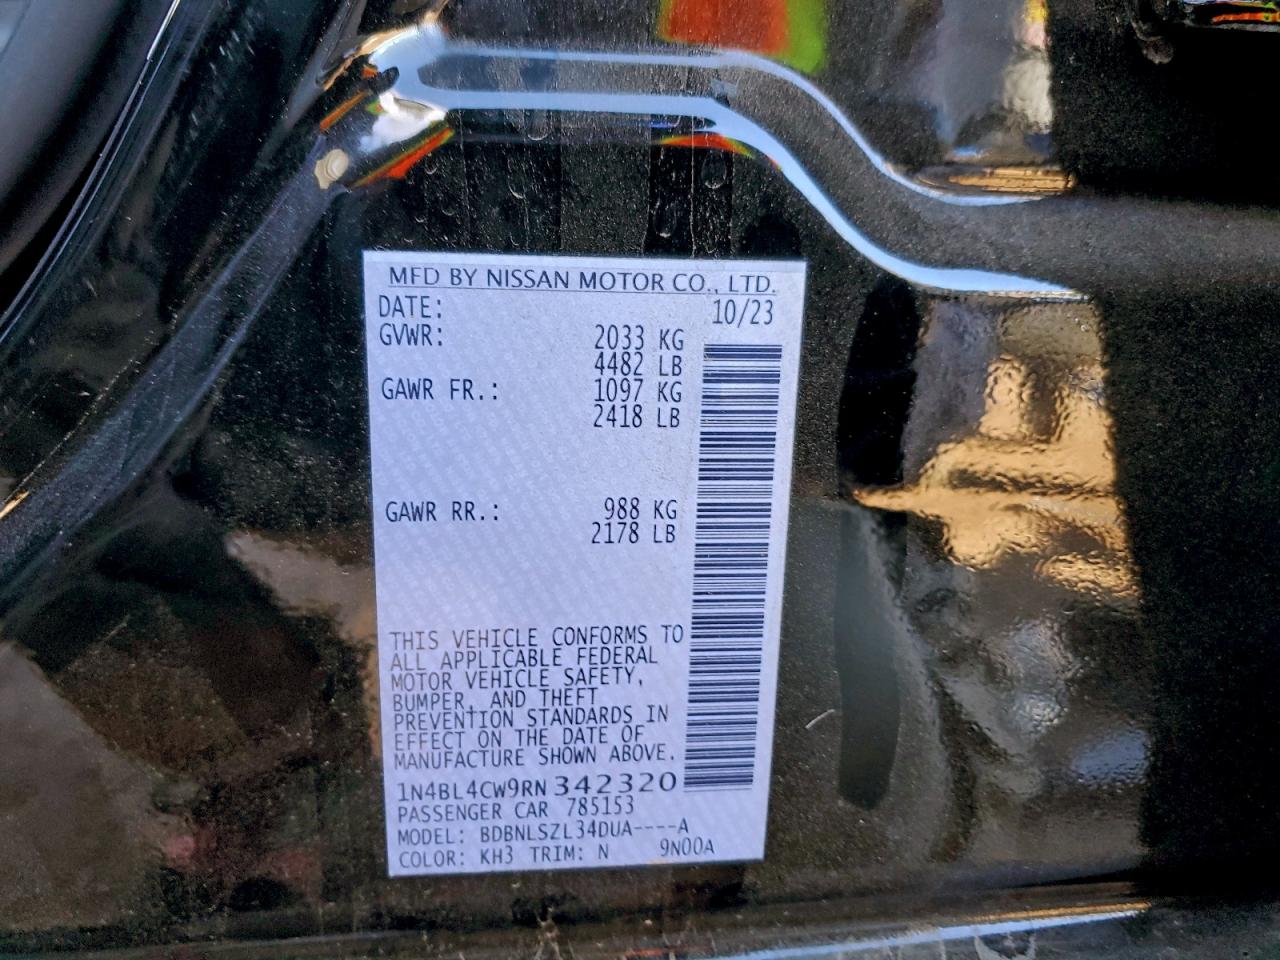 MFD BY NISSAN MOTOR CO., LTD.
DATE: 10/23
GVWR: 2033 KG
4482 LB
GAWR FR.: 1097 KG
2418 LB
GAWR RR.: 988 KG
2178 LB
THIS VEHICLE CONFORMS TO
ALL APPLICABLE FEDERAL
MOTOR VEHICLE SAFETY,
BUMPER, AND THEFT
PREVENTION STANDARDS IN
EFFECT ON THE DATE OF
MANUFACTURE SHOWN ABOVE.
1N4BL4CW9RN342320
PASSENGER CAR 785153
MODEL: BDBNLSZL34DUA----A
COLOR: KH3 TRIM: N 9N00A